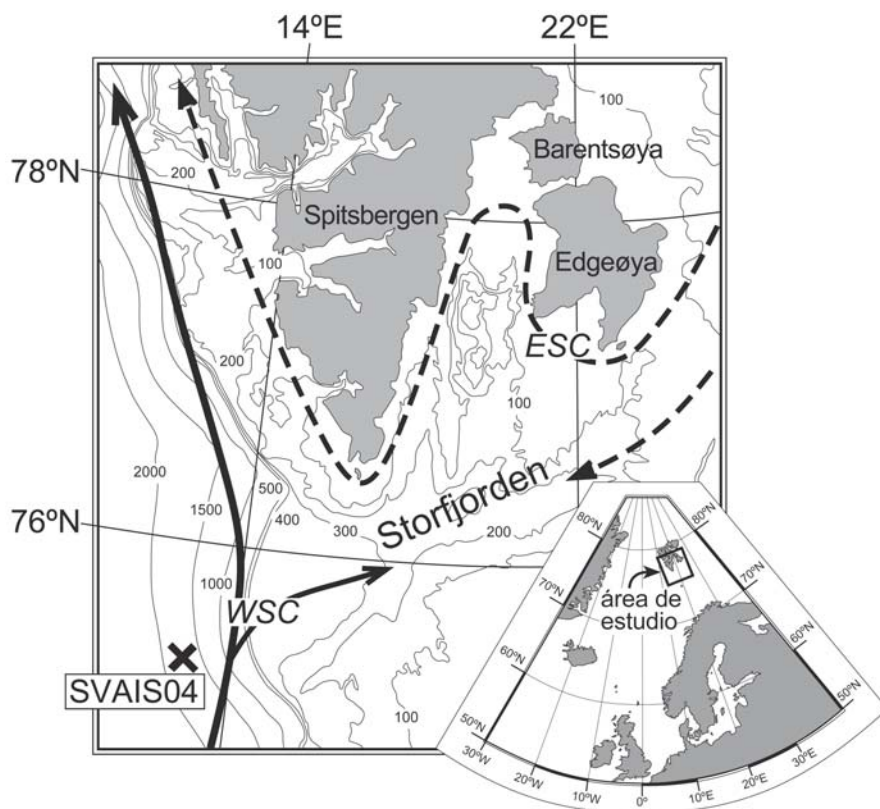 14ºE
22ºE
100
78ºN
200
Barentsøya
Spitsbergen
100
Edgeøya
200
ESC
100
2000
500
Storfjorden
1500
400
76ºN
300
200
1000
WSC
SVAIS04
100
80ºN
80ºN
70ºN
70ºN
área de
estudio
60ºN
60ºN
50ºN
50ºN
30ºW
20ºW
10ºW
0º
10ºE
20ºE
30ºE